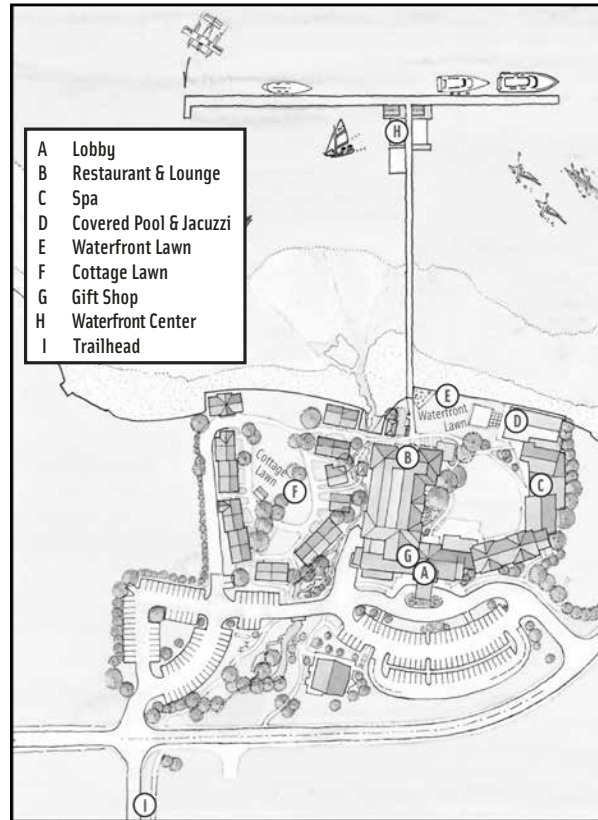 H
A Lobby
B Restaurant & Lounge
C Spa
D Covered Pool & Jacuzzi
E Waterfront Lawn
F Cottage Lawn
G Gift Shop
H Waterfront Center
I Trailhead
E
Waterfront
Lawn
D
B
Cottage
Lawn
F
C
G
A
I